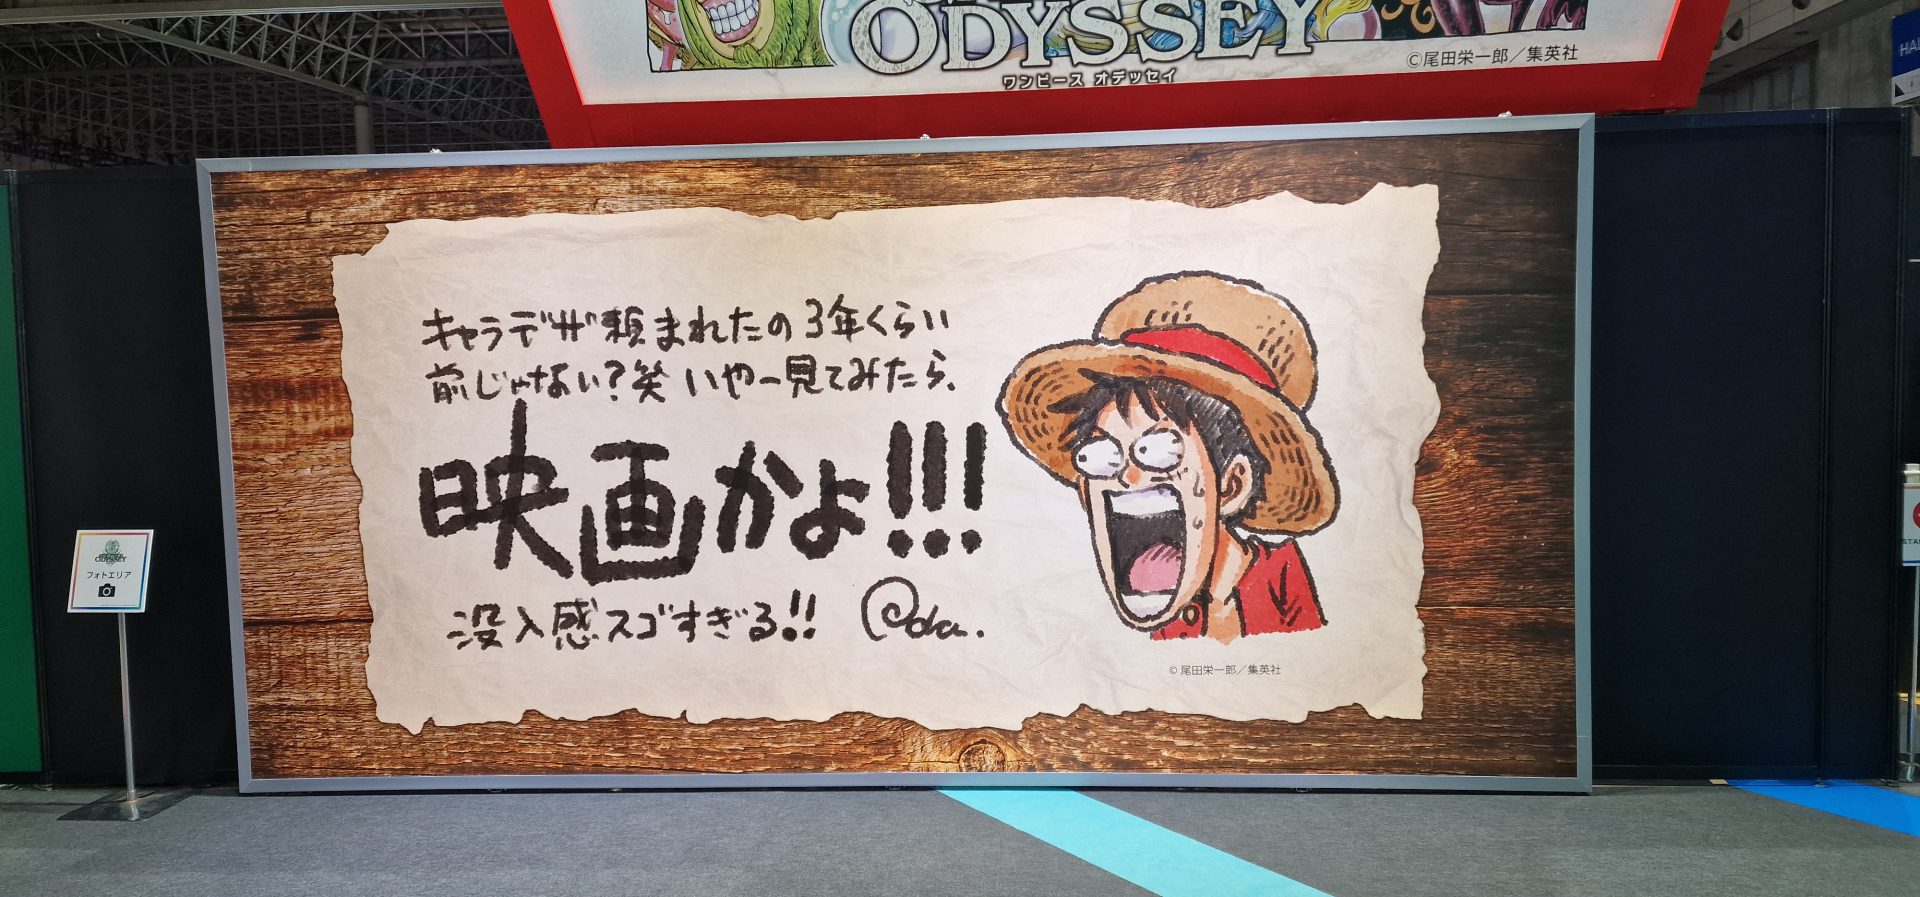 ODYSSEY
ワンピース オデッセイ
©尾田栄一郎／集英社
キャラデザ頼まれたの3年くらい
前じゃない?笑 いやー見てみたら、
映画かよ!!!
没入感スゴすぎる!! Oda.
© 尾田栄一郎／集英社
ODYSSEY
フォトエリア